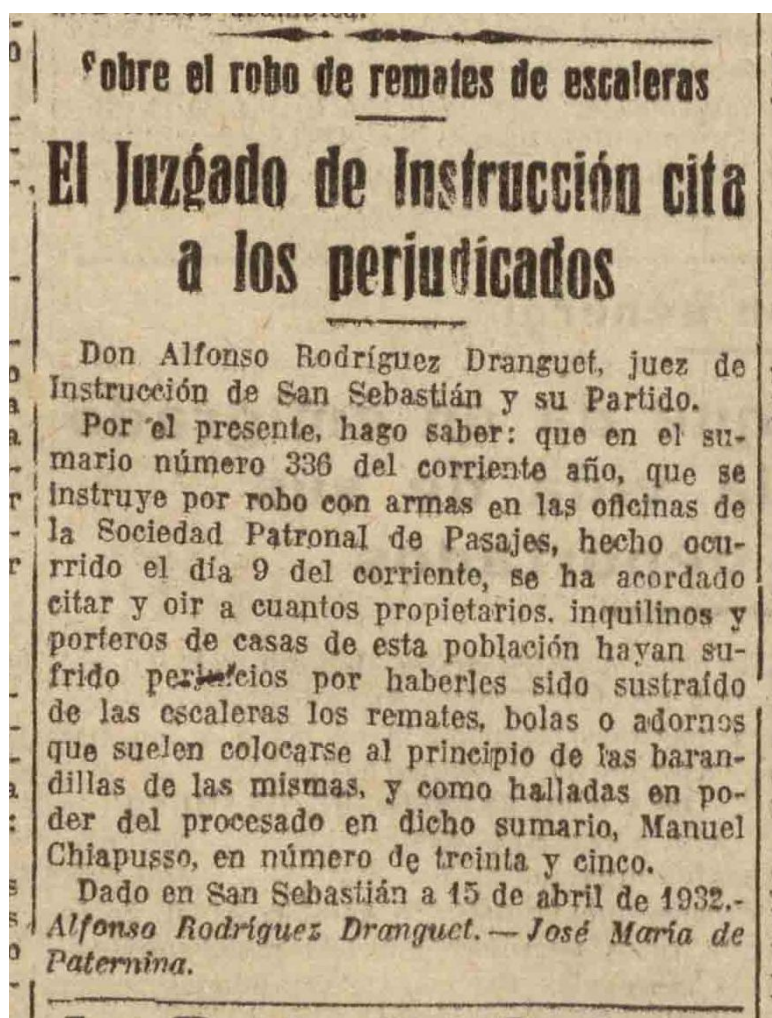 Sobre el robo de remates de escaleras
El Juzgado de Instrucción cita
a los perjudicados
Don Alfonso Rodríguez Dranguet, juez de
Instrucción de San Sebastián y su Partido.
Por el presente, hago saber: que en el su-
mario número 336 del corriente año, que se
instruye por robo con armas en las oficinas de
la Sociedad Patronal de Pasajes, hecho ocu-
rrido el día 9 del corriente, se ha acordado
citar y oir a cuantos propietarios. inquilinos y
porteros de casas de esta población hayan su-
frido perjuicios por haberles sido sustraído
de las escaleras los remates, bolas o adornos
que suelen colocarse al principio de las baran-
dillas de las mismas, y como halladas en po-
der del procesado en dicho sumario, Manuel
Chiapusso, en número de treinta y cinco.
Dado en San Sebastián a 15 de abril de 1932.-
Alfonso Rodríguez Dranguet.—José María de
Paternina.